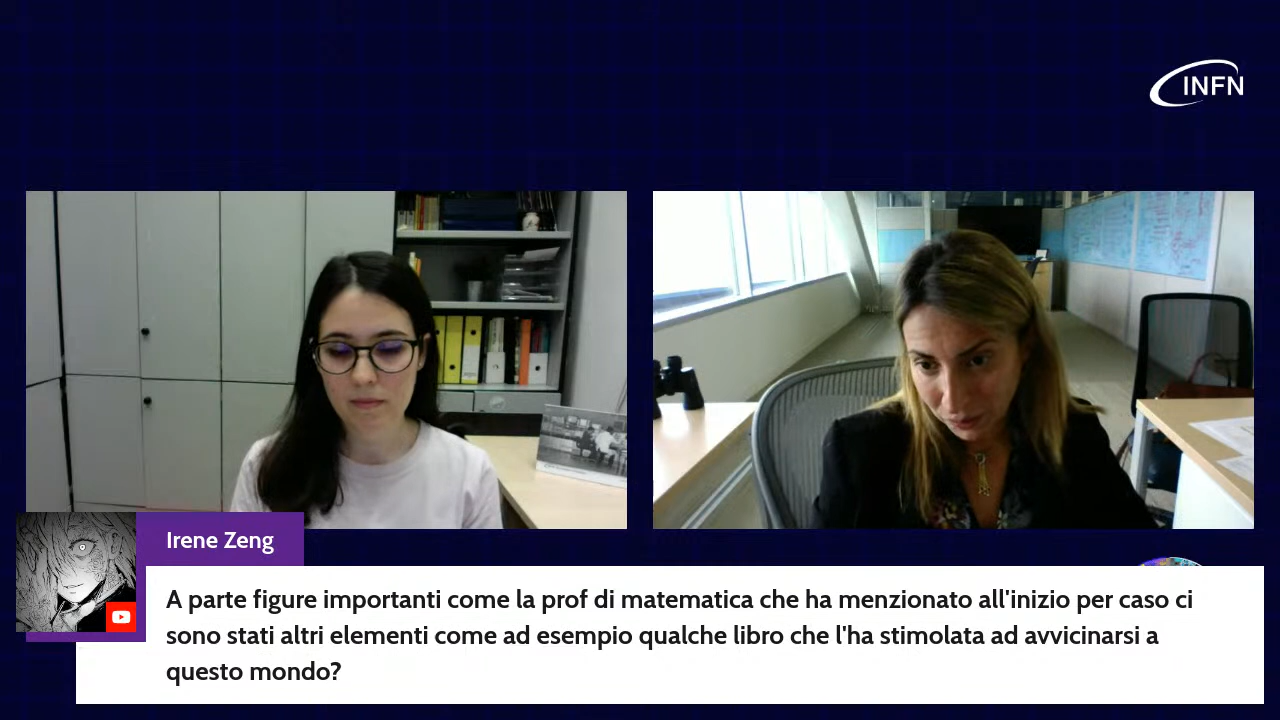 INFN
Irene Zeng
A parte figure importanti come la prof di matematica che ha menzionato all'inizio per caso ci
sono stati altri elementi come ad esempio qualche libro che l'ha stimolata ad avvicinarsi a
questo mondo?